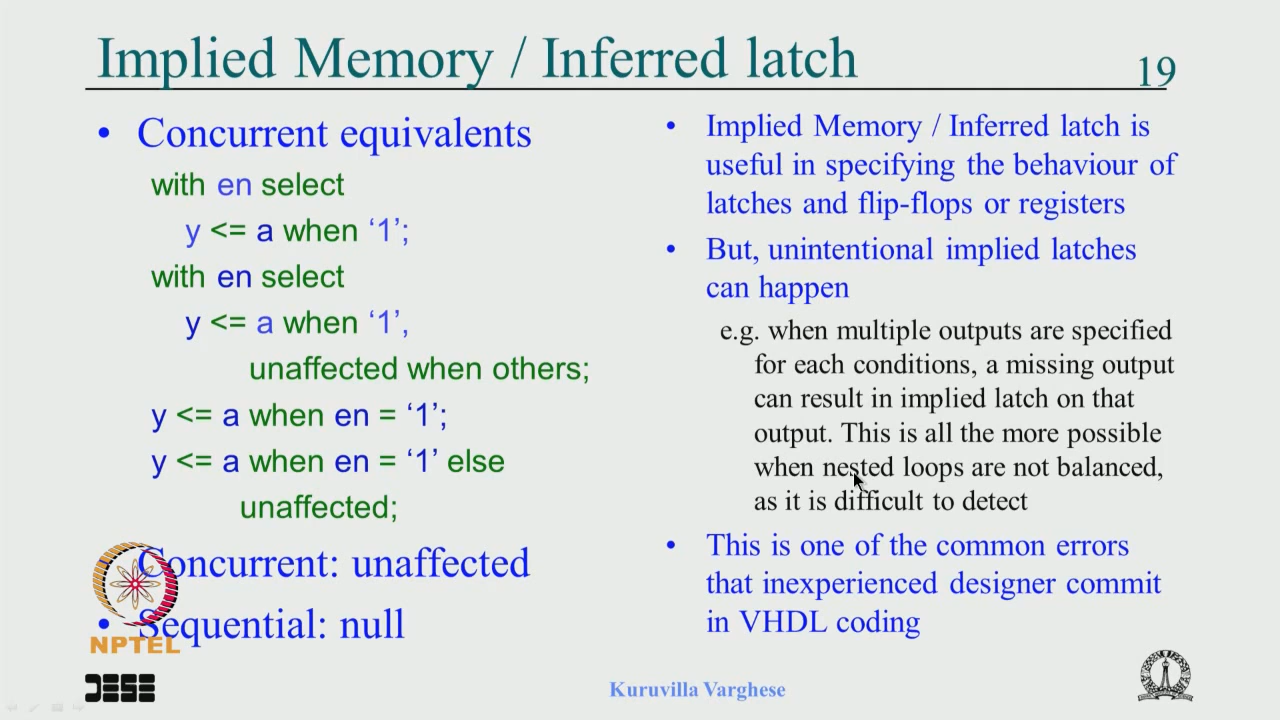 Implied Memory / Inferred latch
19
• Concurrent equivalents
with en select
y <= a when ‘1’;
with en select
y <= a when ‘1’,
unaffected when others;
y <= a when en = ‘1’;
y <= a when en = ‘1’ else
unaffected;
• Concurrent: unaffected
• Sequential: null
• Implied Memory / Inferred latch is
useful in specifying the behaviour of
latches and flip-flops or registers
• But, unintentional implied latches
can happen
e.g. when multiple outputs are specified
for each conditions, a missing output
can result in implied latch on that
output. This is all the more possible
when nested loops are not balanced,
as it is difficult to detect
• This is one of the common errors
that inexperienced designer commit
in VHDL coding
NPTEL
DESE
Kuruvilla Varghese